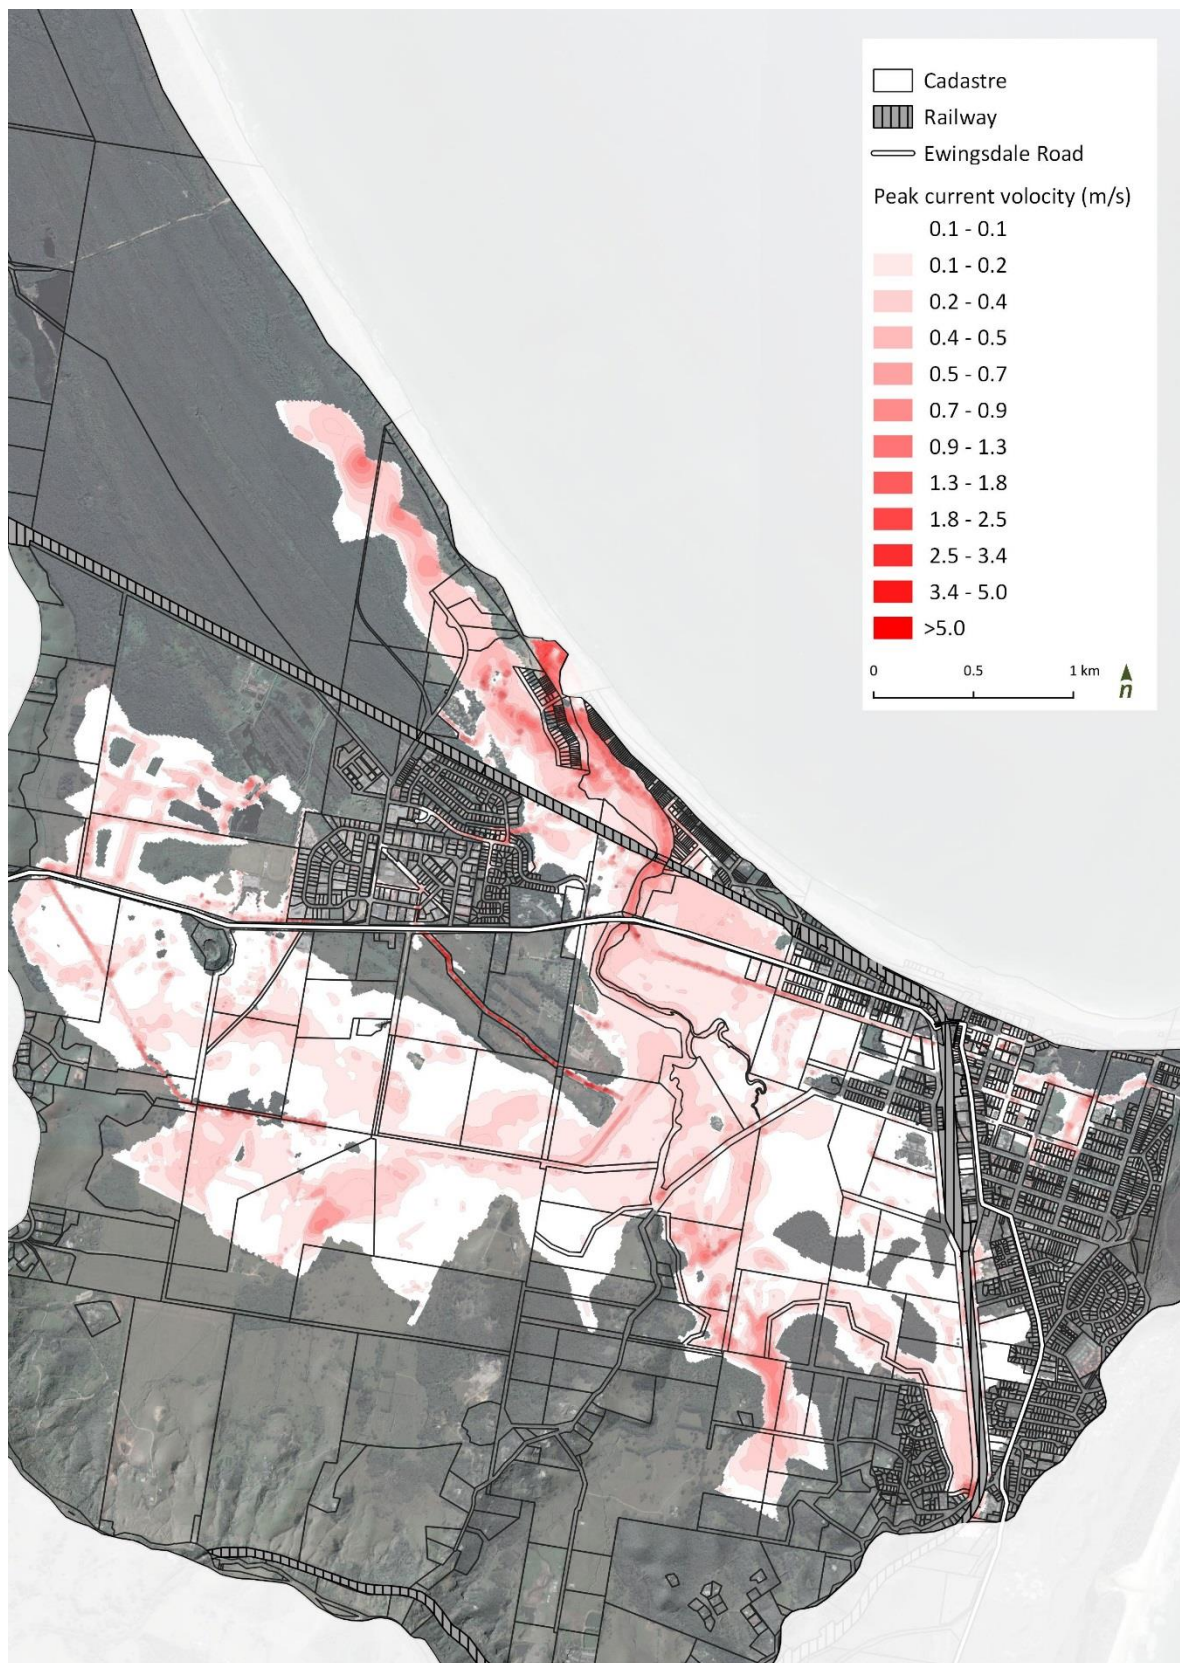 Cadastre
Railway
Ewingsdale Road
Peak current volocity (m/s)
0.1 - 0.1
0.1 - 0.2
0.2 - 0.4
0.4 - 0.5
0.5 - 0.7
0.7 - 0.9
0.9 - 1.3
1.3 - 1.8
1.8 - 2.5
2.5 - 3.4
3.4 - 5.0
>5.0
0 0.5 1 km
n